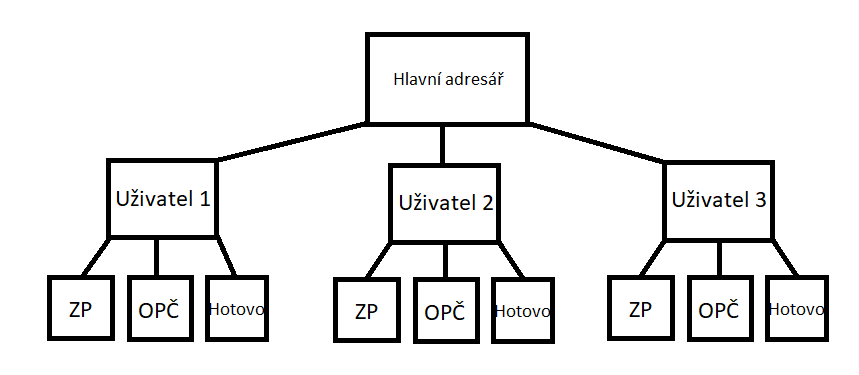 Hlavní adresář
Uživatel 1
Uživatel 2
Uživatel 3
ZP
OPČ
Hotovo
ZP
OPČ
Hotovo
ZP
OPČ
Hotovo